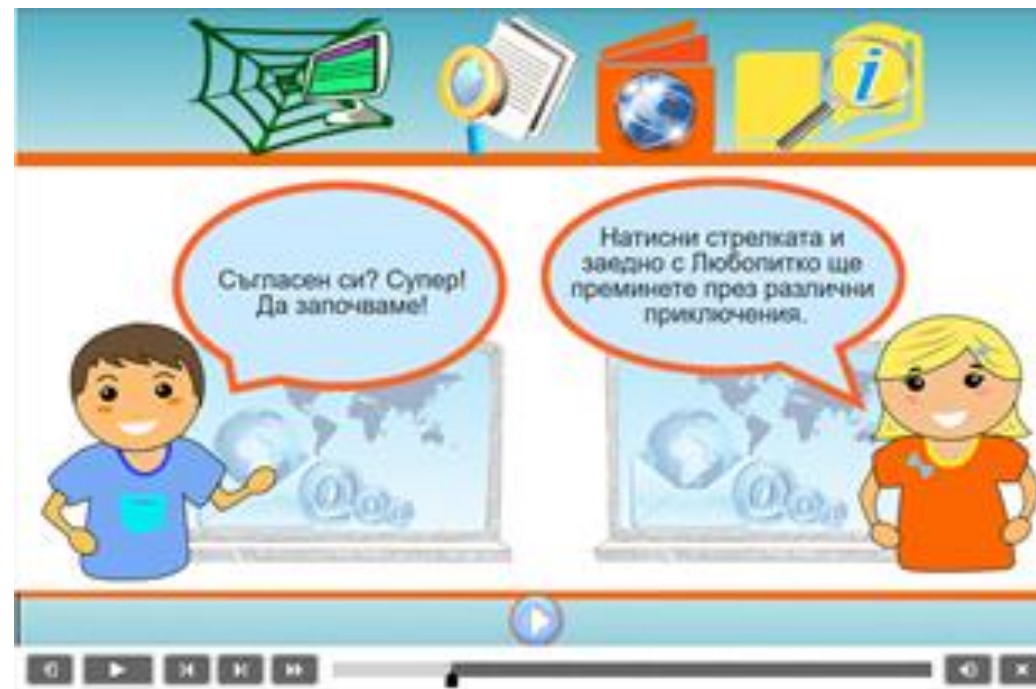 Съгласен си? Супер!
Да започваме!
Натисни стрелката и
заедно с Любопитко ще
преминете през различни
приключения.